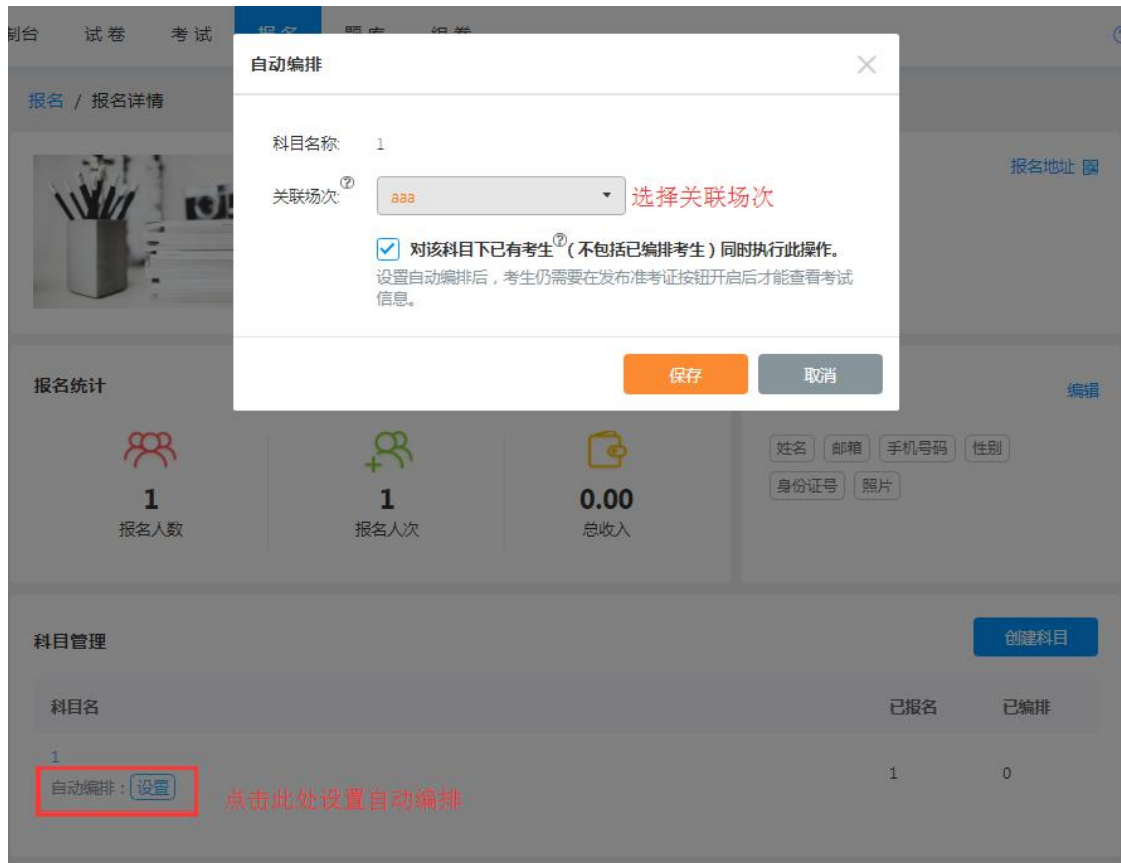 制台 试卷 考试 报名 题库 组卷
自动编排
报名 / 报名详情
科目名称: 1
报名地址
关联场次: aaa 选择关联场次
对该科目下已有考生(不包括已编排考生)同时执行此操作。
设置自动编排后，考生仍需要在发布准考证按钮开启后才能查看考试
信息。
保存 取消
报名统计
编辑
姓名 邮箱 手机号码 性别
身份证号 照片
1 1 0.00
报名人数 报名人次 总收入
科目管理
创建科目
科目名 已报名 已编排
1
自动编排：设置 点击此处设置自动编排 1 0